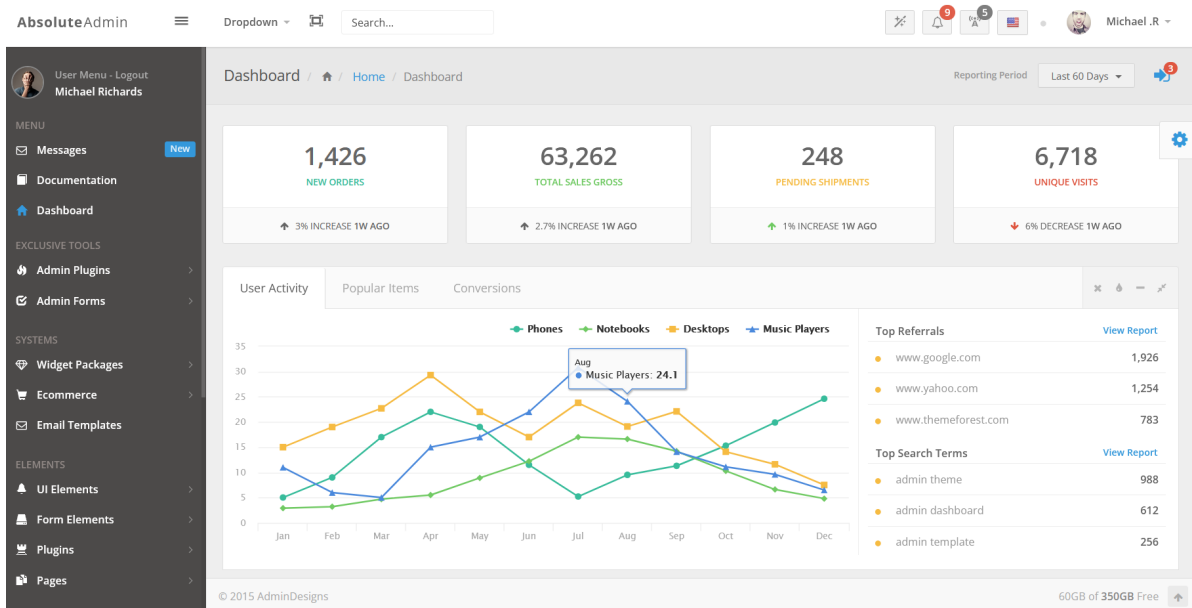 AbsoluteAdmin
Dropdown
Search...
9
5
Michael .R
User Menu - Logout
Michael Richards
MENU
Messages New
Documentation
Dashboard
EXCLUSIVE TOOLS
Admin Plugins
Admin Forms
SYSTEMS
Widget Packages
Ecommerce
Email Templates
ELEMENTS
UI Elements
Form Elements
Plugins
Pages
Dashboard / / Home / Dashboard
Reporting Period Last 60 Days 3
1,426
NEW ORDERS
3% INCREASE 1W AGO
63,262
TOTAL SALES GROSS
2.7% INCREASE 1W AGO
248
PENDING SHIPMENTS
1% INCREASE 1W AGO
6,718
UNIQUE VISITS
6% DECREASE 1W AGO
User Activity Popular Items Conversions
Phones Notebooks Desktops Music Players
35
30
25
20
15
10
5
0
Aug
Music Players: 24.1
Jan Feb Mar Apr May Jun Jul Aug Sep Oct Nov Dec
Top Referrals View Report
www.google.com 1,926
www.yahoo.com 1,254
www.themeforest.com 783
Top Search Terms View Report
admin theme 988
admin dashboard 612
admin template 256
© 2015 AdminDesigns
60GB of 350GB Free